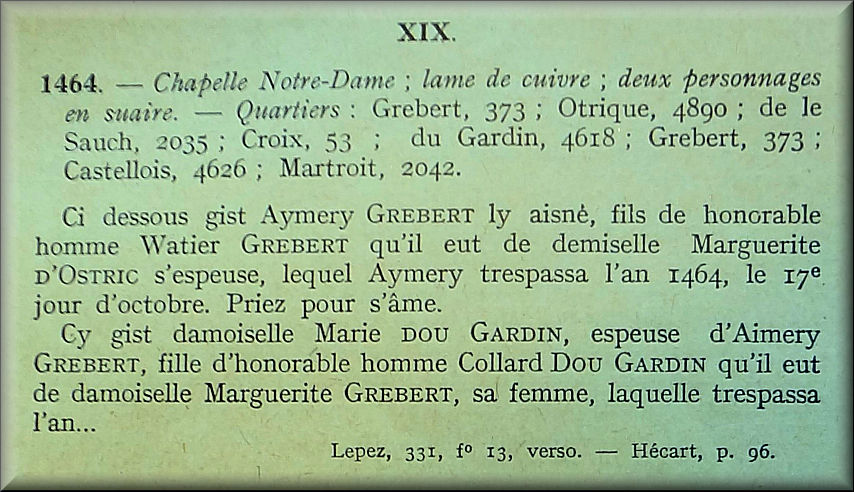 XIX.
1464. — Chapelle Notre-Dame ; lame de cuivre ; deux personnages
en suaire. — Quartiers : Grebert, 373 ; Otrique, 4890 ; de le
Sauch, 2035 ; Croix, 53 ; du Gardin, 4618 ; Grebert, 373 ;
Castellois, 4626 ; Martroit, 2042.
Ci dessous gist Aymery GREBERT ly aisné, fils de honorable
homme Watier GREBERT qu'il eut de demiselle Marguerite
D'OSTRIC s'espeuse, lequel Aymery trespassa l'an 1464, le 17e
jour d'octobre. Priez pour s'âme.
Cy gist damoiselle Marie DOU GARDIN, espeuse d'Aimery
GREBERT, fille d'honorable homme Collard DOU GARDIN qu'il eut
de damoiselle Marguerite GREBERT, sa femme, laquelle trespassa
l'an...
Lepez, 331, fº 13, verso. — Hécart, p. 96.